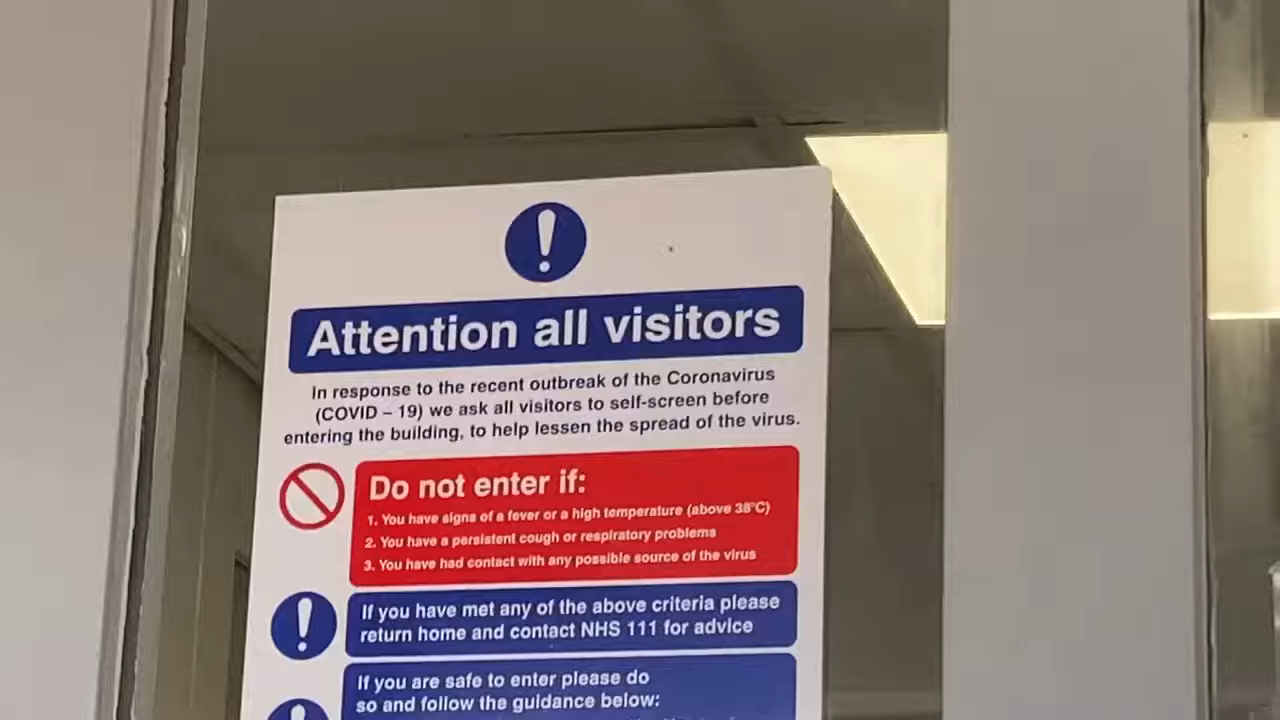 Attention all visitors
In response to the recent outbreak of the Coronavirus
(COVID – 19) we ask all visitors to self-screen before
entering the building, to help lessen the spread of the virus.
Do not enter if:
1. You have signs of a fever or a high temperature (above 38°C)
2. You have a persistent cough or respiratory problems
3. You have had contact with any possible source of the virus
If you have met any of the above criteria please
return home and contact NHS 111 for advice
If you are safe to enter please do
so and follow the guidance below: